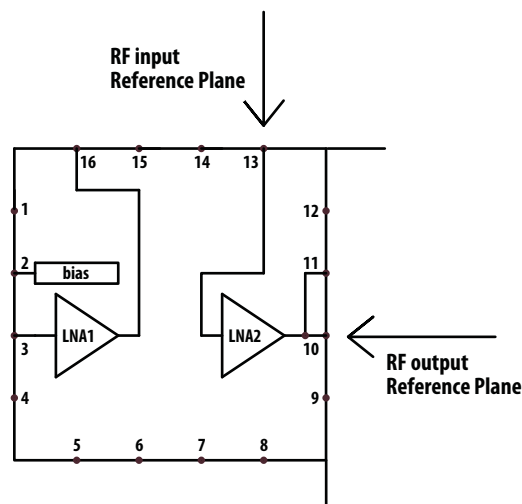 RF input
Reference Plane
16 15 14 13
1 12
2 bias 11
LNA1 LNA2
3 10
RF output
Reference Plane
4 9
5 6 7 8